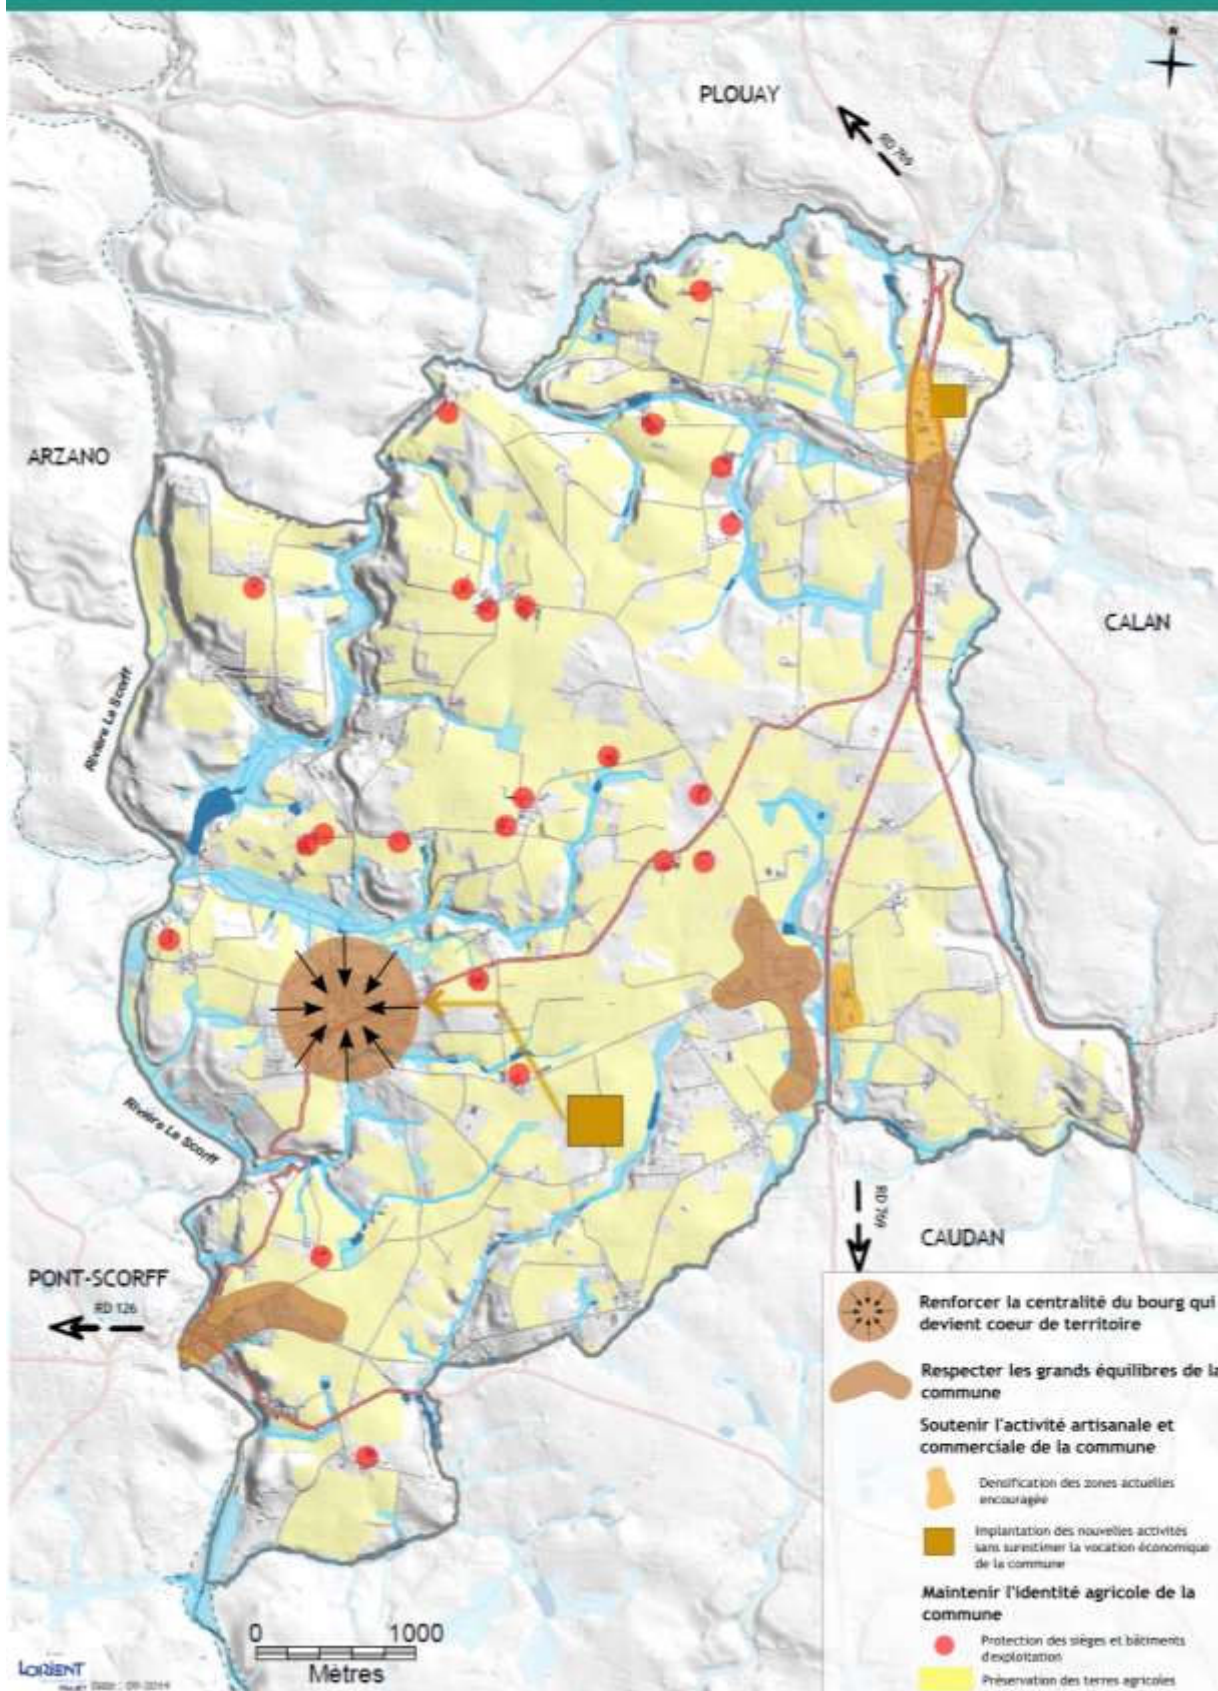 N
PLOUAY
RD 769
ARZANO
CALAN
Rivière Le Scorff
Rivière Le Scorff
RD 769
CAUDAN
PONT-SCORFF
RD 126
Renforcer la centralité du bourg qui
devient coeur de territoire
Respecter les grands équilibres de la
commune
Soutenir l'activité artisanale et
commerciale de la commune
Densification des zones actuelles
encouragée
Implantation des nouvelles activités
sans surestimer la vocation économique
de la commune
Maintenir l'identité agricole de la
commune
Protection des sièges et bâtiments
d'exploitation
Préservation des terres agricoles
0 1000
Mètres
LORIENT
Date : 09-2014